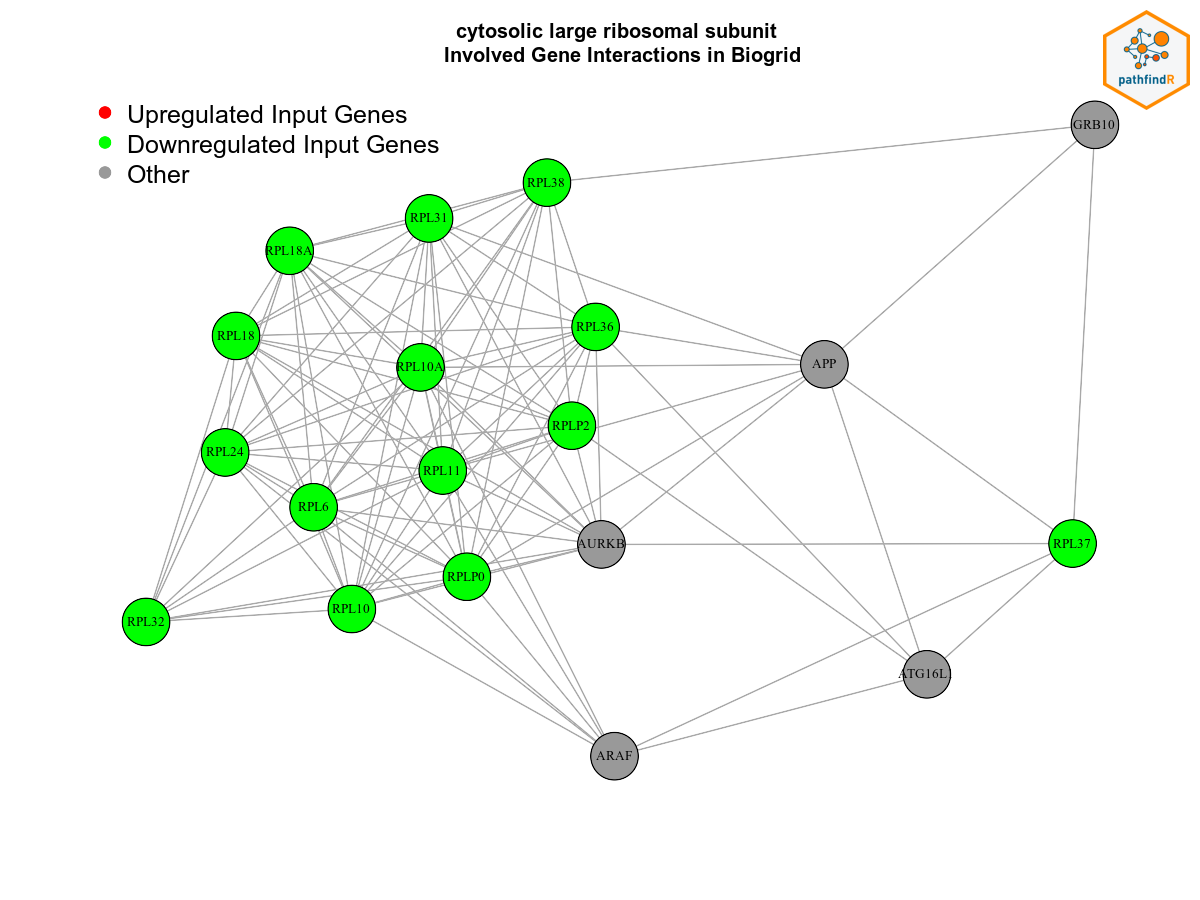 cytosolic large ribosomal subunit
Involved Gene Interactions in Biogrid
pathfindR
Upregulated Input Genes
Downregulated Input Genes
Other
GRB10
RPL38
RPL31
RPL18A
RPL36
RPL18
APP
RPL10A
RPLP2
RPL24
RPL11
RPL6
AURKB
RPL37
RPLP0
RPL10
RPL32
ATG16L1
ARAF